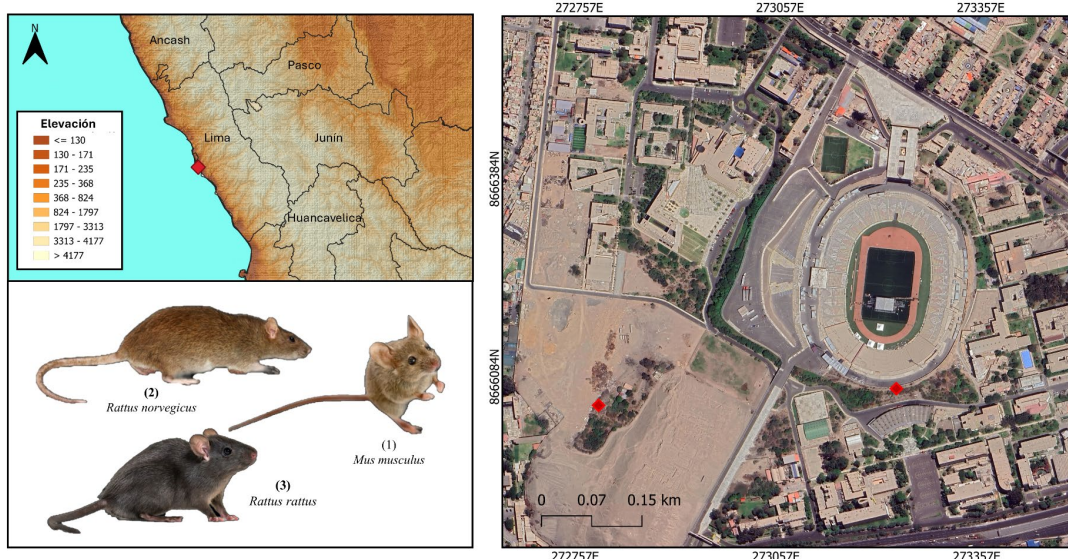 N
Ancash
Pasco
Lima
Junín
Huancavelica
Elevación
<= 130
130 - 171
171 - 235
235 - 368
368 - 824
824 - 1797
1797 - 3313
3313 - 4177
> 4177
(2)
Rattus norvegicus
(1)
Mus musculus
(3)
Rattus rattus
272757E 273057E 273357E
8666384N
8666084N
0 0.07 0.15 km
272757E 273057E 273357E